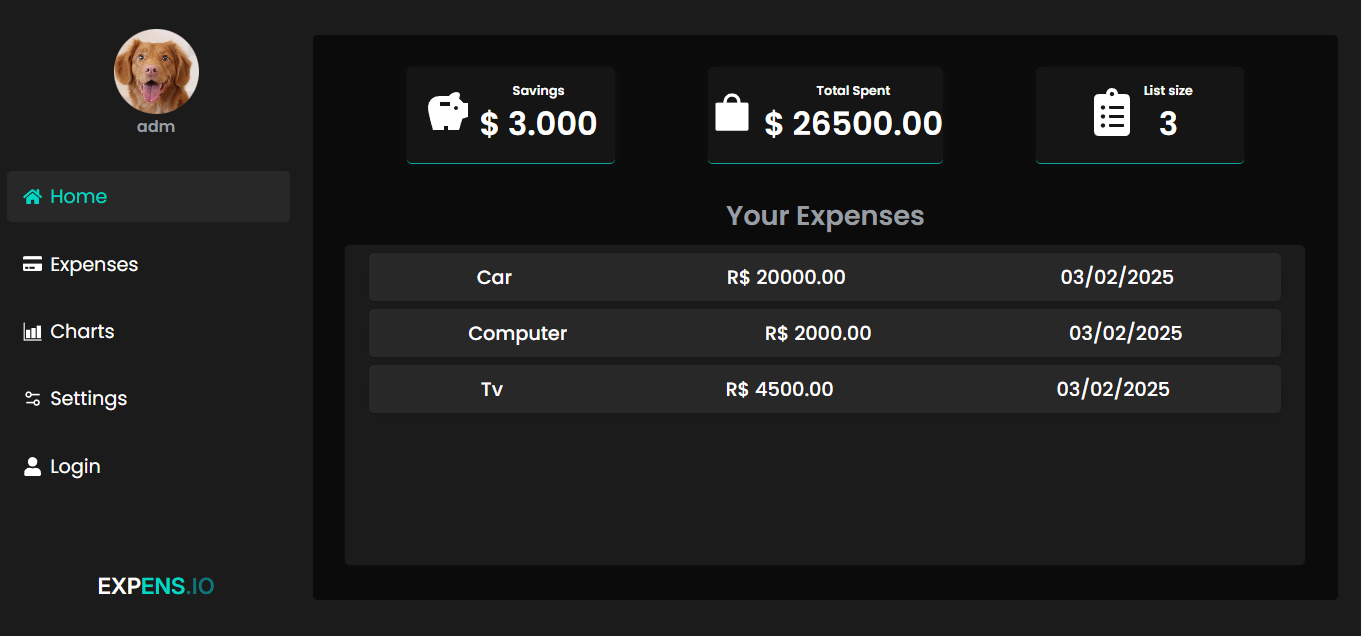 adm
Home
Expenses
Charts
Settings
Login
EXPENS.IO
Savings
$ 3.000
Total Spent
$ 26500.00
List size
3
Your Expenses
Car R$ 20000.00 03/02/2025
Computer R$ 2000.00 03/02/2025
Tv R$ 4500.00 03/02/2025